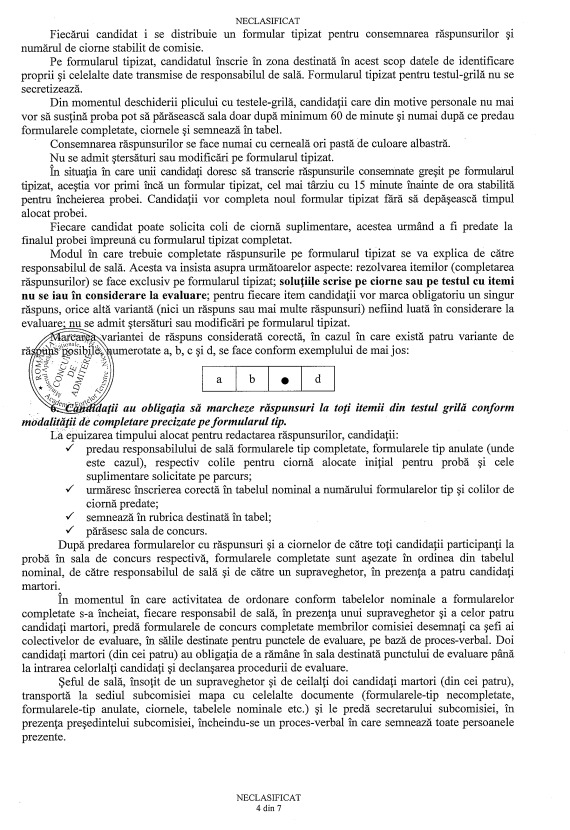 NECLASIFICAT
Fiecărui candidat i se distribuie un formular tipizat pentru consemnarea răspunsurilor şi
numărul de ciorne stabilit de comisie.
Pe formularul tipizat, candidatul înscrie în zona destinată în acest scop datele de identificare
proprii şi celelalte date transmise de responsabilul de sală. Formularul tipizat pentru testul-grilă nu se
secretizează.
Din momentul deschiderii plicului cu testele-grilă, candidaţii care din motive personale nu mai
vor să susţină proba pot să părăsească sala doar după minimum 60 de minute şi numai după ce predau
formularele completate, ciornele şi semnează în tabel.
Consemnarea răspunsurilor se face numai cu cerneală ori pastă de culoare albastră.
Nu se admit ştersături sau modificări pe formularul tipizat.
În situaţia în care unii candidaţi doresc să transcrie răspunsurile consemnate greşit pe formularul
tipizat, aceştia vor primi încă un formular tipizat, cel mai târziu cu 15 minute înainte de ora stabilită
pentru încheierea probei. Candidaţii vor completa noul formular tipizat fără să depăşească timpul
alocat probei.
Fiecare candidat poate solicita coli de ciornă suplimentare, acestea urmând a fi predate la
finalul probei împreună cu formularul tipizat completat.
Modul în care trebuie completate răspunsurile pe formularul tipizat se va explica de către
responsabilul de sală. Acesta va insista asupra următoarelor aspecte: rezolvarea itemilor (completarea
răspunsurilor) se face exclusiv pe formularul tipizat; soluţiile scrise pe ciorne sau pe testul cu itemi
nu se iau în considerare la evaluare; pentru fiecare item candidaţii vor marca obligatoriu un singur
răspuns, orice altă variantă (nici un răspuns sau mai multe răspunsuri) nefiind luată în considerare la
evaluare; nu se admit ştersături sau modificări pe formularul tipizat.
Marcarea variantei de răspuns considerată corectă, în cazul în care există patru variante de
răspuns posibile, numerotate a, b, c şi d, se face conform exemplului de mai jos:
a b ● d
6. Candidaţii au obligaţia să marcheze răspunsuri la toţi itemii din testul grilă conform
modalităţii de completare precizate pe formularul tip.
La epuizarea timpului alocat pentru redactarea răspunsurilor, candidaţii:
✓ predau responsabilului de sală formularele tip completate, formularele tip anulate (unde
este cazul), respectiv colile pentru ciornă alocate iniţial pentru probă şi cele
suplimentare solicitate pe parcurs;
✓ urmăresc înscrierea corectă în tabelul nominal a numărului formularelor tip şi colilor de
ciornă predate;
✓ semnează în rubrica destinată în tabel;
✓ părăsesc sala de concurs.
După predarea formularelor cu răspunsuri şi a ciornelor de către toţi candidaţii participanţi la
probă în sala de concurs respectivă, formularele completate sunt aşezate în ordinea din tabelul
nominal, de către responsabilul de sală şi de către un supraveghetor, în prezenţa a patru candidaţi
martori.
În momentul în care activitatea de ordonare conform tabelelor nominale a formularelor
completate s-a încheiat, fiecare responsabil de sală, în prezenţa unui supraveghetor şi a celor patru
candidaţi martori, predă formularele de concurs completate membrilor comisiei desemnaţi ca şefi ai
colectivelor de evaluare, în sălile destinate pentru punctele de evaluare, pe bază de proces-verbal. Doi
candidaţi martori (din cei patru) au obligaţia de a rămâne în sala destinată punctului de evaluare până
la intrarea celorlalţi candidaţi şi declanşarea procedurii de evaluare.
Şeful de sală, însoţit de un supraveghetor şi de ceilalţi doi candidaţi martori (din cei patru),
transportă la sediul subcomisiei mapa cu celelalte documente (formularele-tip necompletate,
formularele-tip anulate, ciornele, tabelele nominale etc.) şi le predă secretarului subcomisiei, în
prezenţa preşedintelui subcomisiei, încheindu-se un proces-verbal în care semnează toate persoanele
prezente.
CONCURS
DE
ADMITERE
NECLASIFICAT
4 din 7